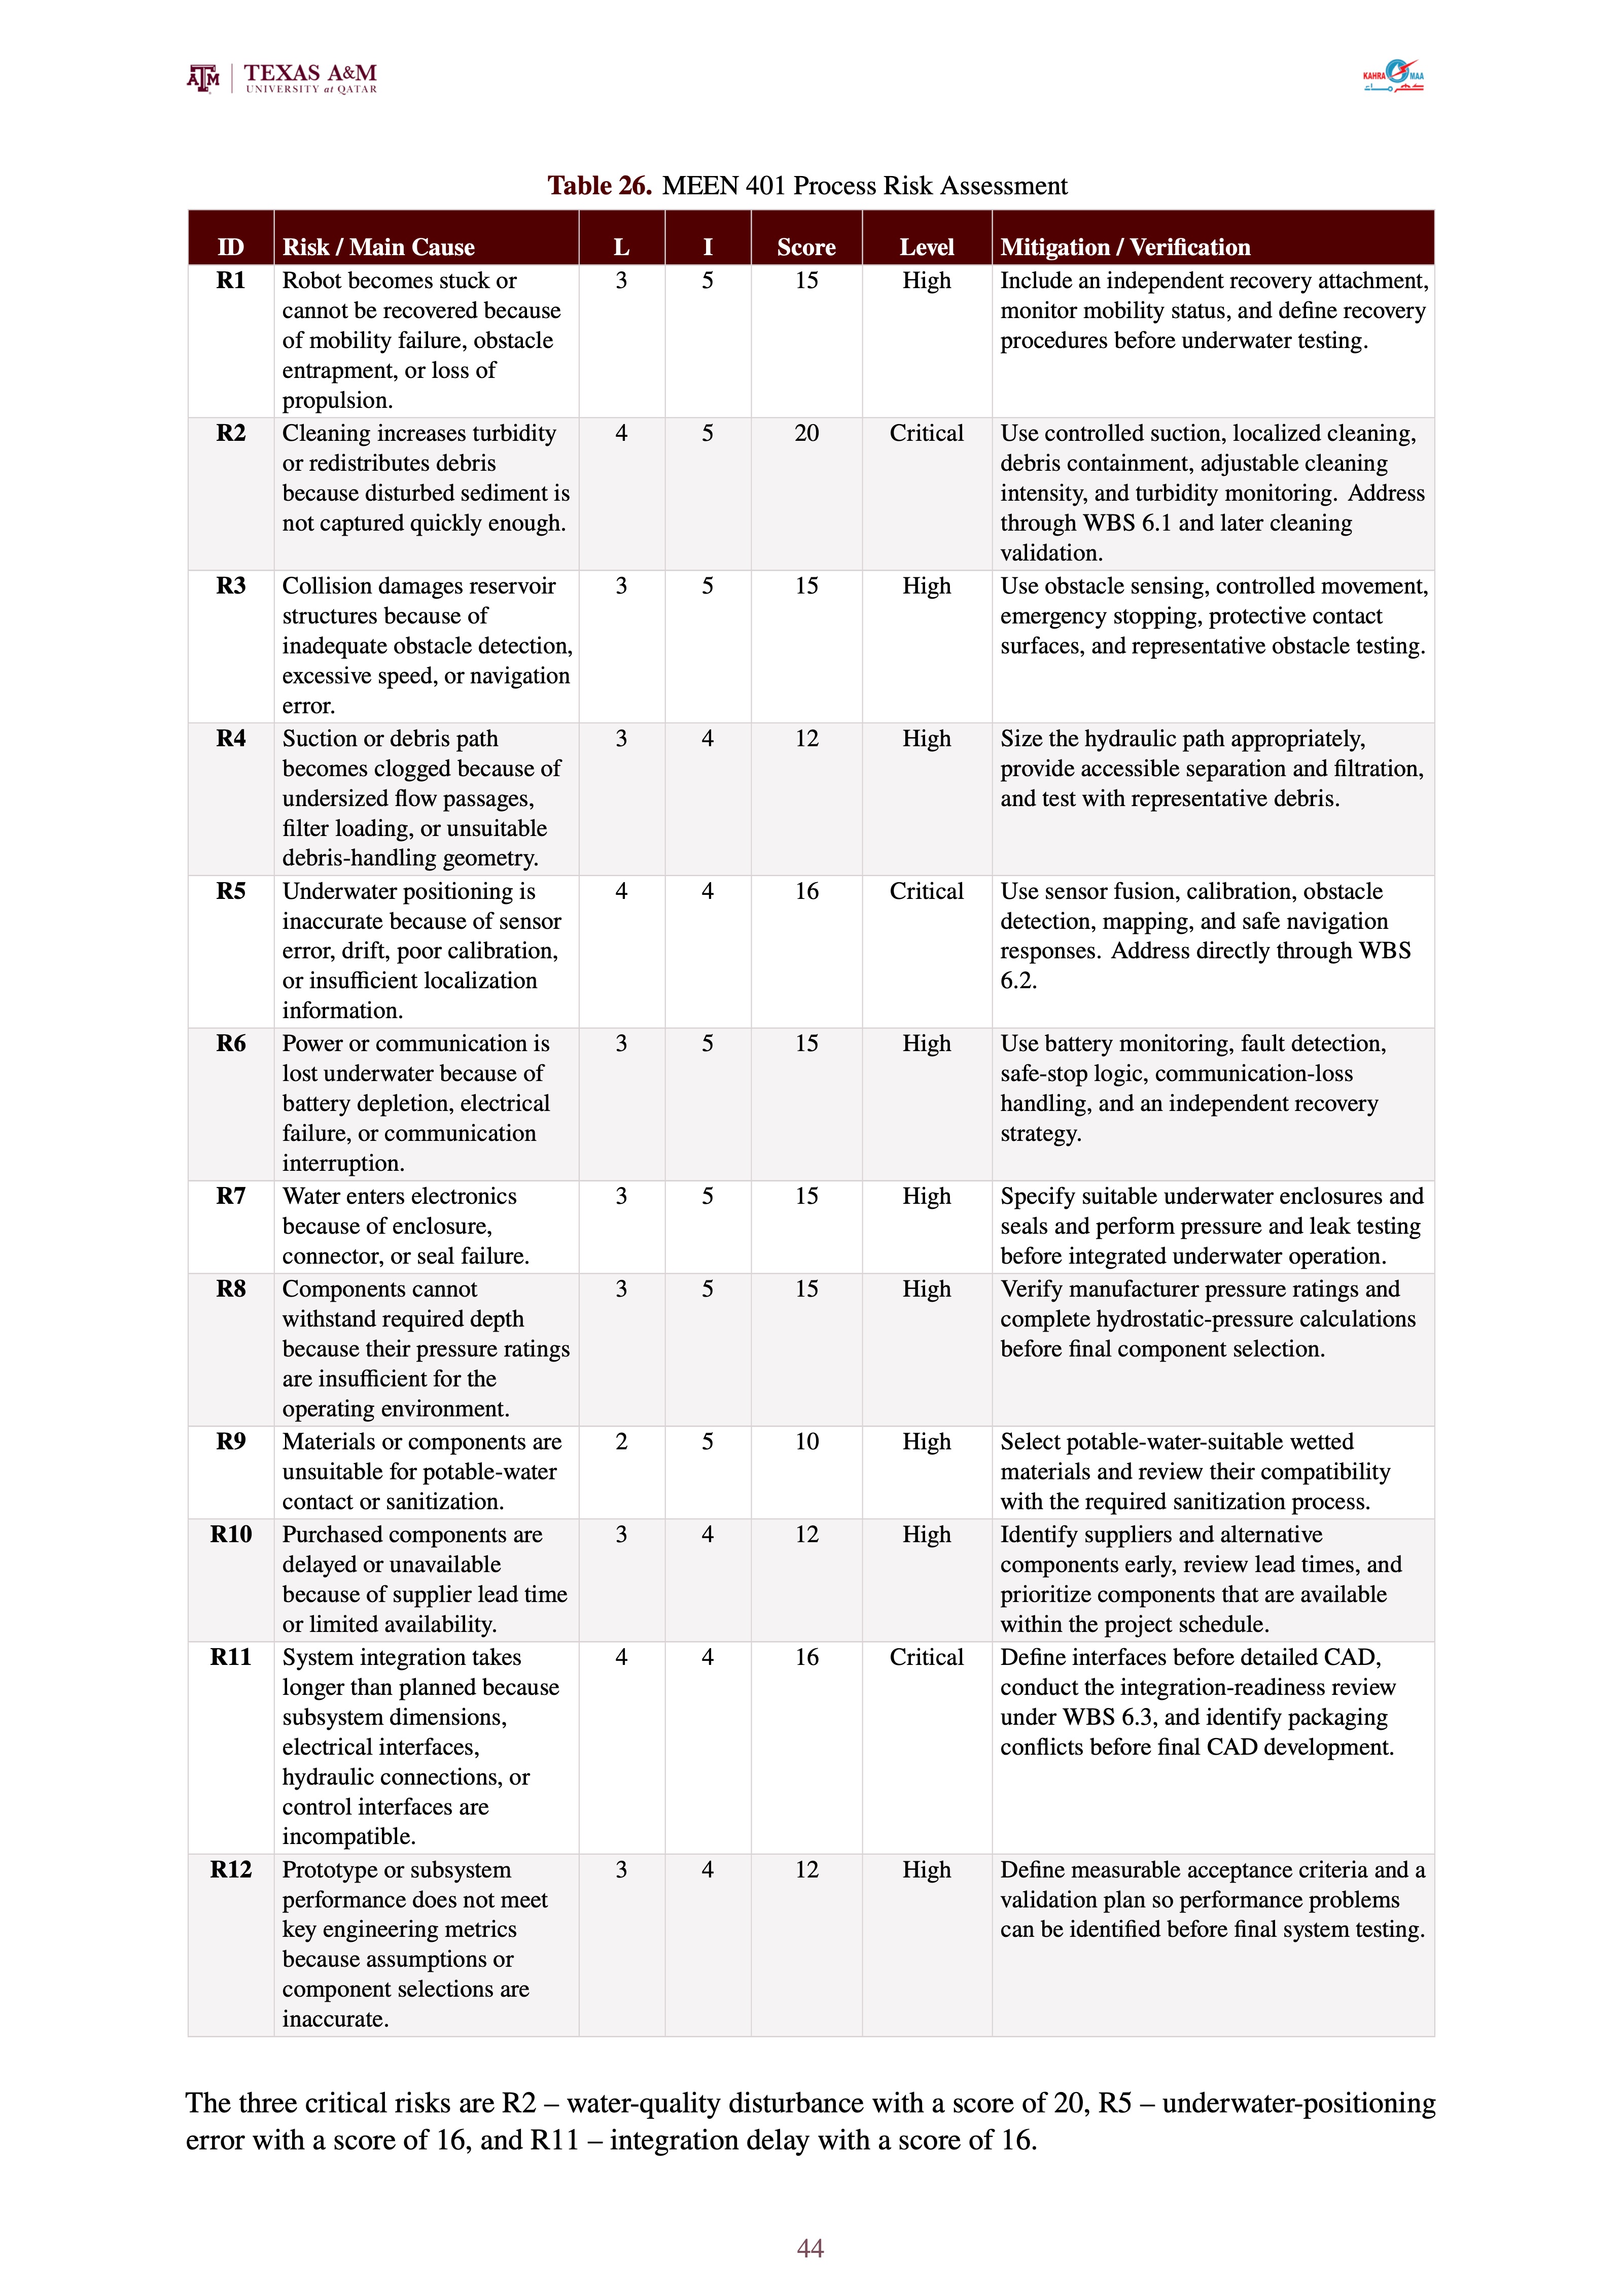 TEXAS A&M
UNIVERSITY at QATAR
KAHRA MAA
كهرماء
Table 26. MEEN 401 Process Risk Assessment
ID Risk / Main Cause L I Score Level Mitigation / Verification
R1 Robot becomes stuck or 3 5 15 High Include an independent recovery attachment,
cannot be recovered because monitor mobility status, and define recovery
of mobility failure, obstacle procedures before underwater testing.
entrapment, or loss of
propulsion.
R2 Cleaning increases turbidity 4 5 20 Critical Use controlled suction, localized cleaning,
or redistributes debris debris containment, adjustable cleaning
because disturbed sediment is intensity, and turbidity monitoring. Address
not captured quickly enough. through WBS 6.1 and later cleaning
validation.
R3 Collision damages reservoir 3 5 15 High Use obstacle sensing, controlled movement,
structures because of emergency stopping, protective contact
inadequate obstacle detection, surfaces, and representative obstacle testing.
excessive speed, or navigation
error.
R4 Suction or debris path 3 4 12 High Size the hydraulic path appropriately,
becomes clogged because of provide accessible separation and filtration,
undersized flow passages, and test with representative debris.
filter loading, or unsuitable
debris-handling geometry.
R5 Underwater positioning is 4 4 16 Critical Use sensor fusion, calibration, obstacle
inaccurate because of sensor detection, mapping, and safe navigation
error, drift, poor calibration, responses. Address directly through WBS
or insufficient localization 6.2.
information.
R6 Power or communication is 3 5 15 High Use battery monitoring, fault detection,
lost underwater because of safe-stop logic, communication-loss
battery depletion, electrical handling, and an independent recovery
failure, or communication strategy.
interruption.
R7 Water enters electronics 3 5 15 High Specify suitable underwater enclosures and
because of enclosure, seals and perform pressure and leak testing
connector, or seal failure. before integrated underwater operation.
R8 Components cannot 3 5 15 High Verify manufacturer pressure ratings and
withstand required depth complete hydrostatic-pressure calculations
because their pressure ratings before final component selection.
are insufficient for the
operating environment.
R9 Materials or components are 2 5 10 High Select potable-water-suitable wetted
unsuitable for potable-water materials and review their compatibility
contact or sanitization. with the required sanitization process.
R10 Purchased components are 3 4 12 High Identify suppliers and alternative
delayed or unavailable components early, review lead times, and
because of supplier lead time prioritize components that are available
or limited availability. within the project schedule.
R11 System integration takes 4 4 16 Critical Define interfaces before detailed CAD,
longer than planned because conduct the integration-readiness review
subsystem dimensions, under WBS 6.3, and identify packaging
electrical interfaces, conflicts before final CAD development.
hydraulic connections, or
control interfaces are
incompatible.
R12 Prototype or subsystem 3 4 12 High Define measurable acceptance criteria and a
performance does not meet validation plan so performance problems
key engineering metrics can be identified before final system testing.
because assumptions or
component selections are
inaccurate.
The three critical risks are R2 – water-quality disturbance with a score of 20, R5 – underwater-positioning
error with a score of 16, and R11 – integration delay with a score of 16.
44